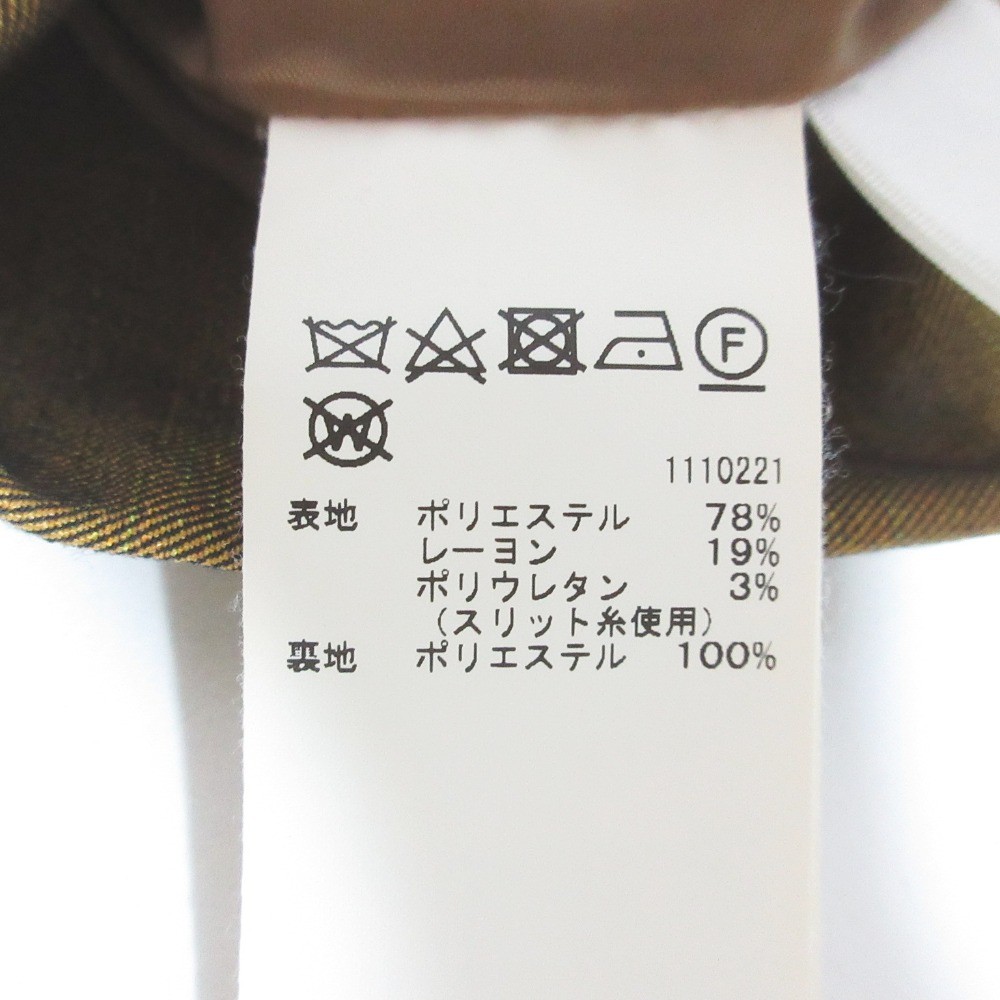 F
W
1110221
表地 ポリエステル 78%
レーヨン 19%
ポリウレタン 3%
（スリット糸使用）
裏地 ポリエステル 100%